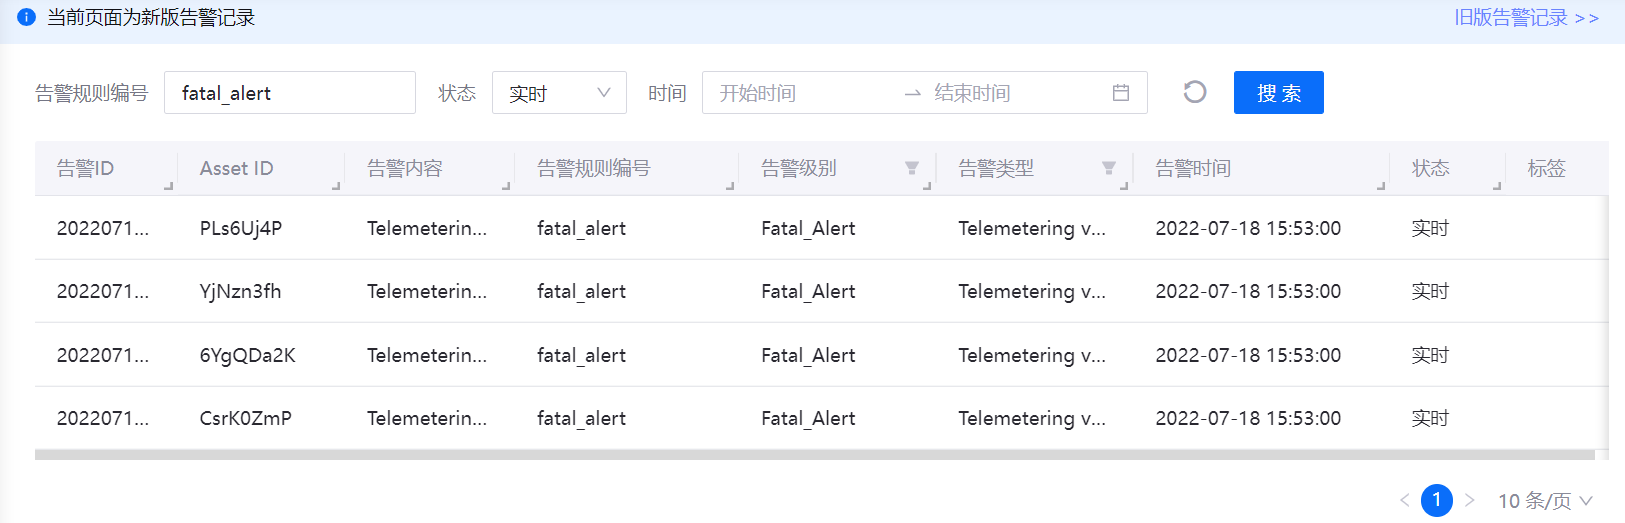 当前页面为新版告警记录 旧版告警记录 >>
告警规则编号 fatal_alert 状态 实时 时间 开始时间 → 结束时间 搜 索
告警ID Asset ID 告警内容 告警规则编号 告警级别 告警类型 告警时间 状态 标签
2022071... PLs6Uj4P Telemeterin... fatal_alert Fatal_Alert Telemetering v... 2022-07-18 15:53:00 实时
2022071... YjNzn3fh Telemeterin... fatal_alert Fatal_Alert Telemetering v... 2022-07-18 15:53:00 实时
2022071... 6YgQDa2K Telemeterin... fatal_alert Fatal_Alert Telemetering v... 2022-07-18 15:53:00 实时
2022071... CsrK0ZmP Telemeterin... fatal_alert Fatal_Alert Telemetering v... 2022-07-18 15:53:00 实时
< 1 > 10 条/页